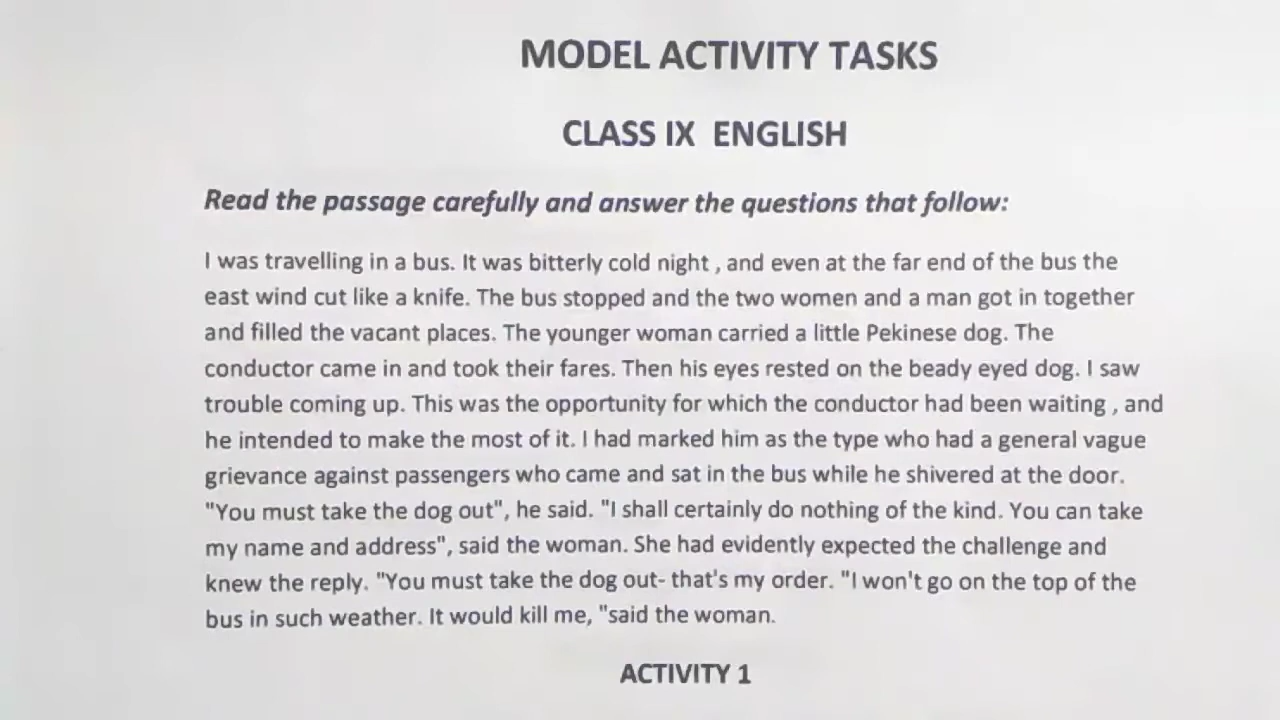 MODEL ACTIVITY TASKS
CLASS IX ENGLISH
Read the passage carefully and answer the questions that follow:
I was travelling in a bus. It was bitterly cold night , and even at the far end of the bus the
east wind cut like a knife. The bus stopped and the two women and a man got in together
and filled the vacant places. The younger woman carried a little Pekinese dog. The
conductor came in and took their fares. Then his eyes rested on the beady eyed dog. I saw
trouble coming up. This was the opportunity for which the conductor had been waiting , and
he intended to make the most of it. I had marked him as the type who had a general vague
grievance against passengers who came and sat in the bus while he shivered at the door.
"You must take the dog out", he said. "I shall certainly do nothing of the kind. You can take
my name and address", said the woman. She had evidently expected the challenge and
knew the reply. "You must take the dog out- that's my order. "I won't go on the top of the
bus in such weather. It would kill me, "said the woman.
ACTIVITY 1